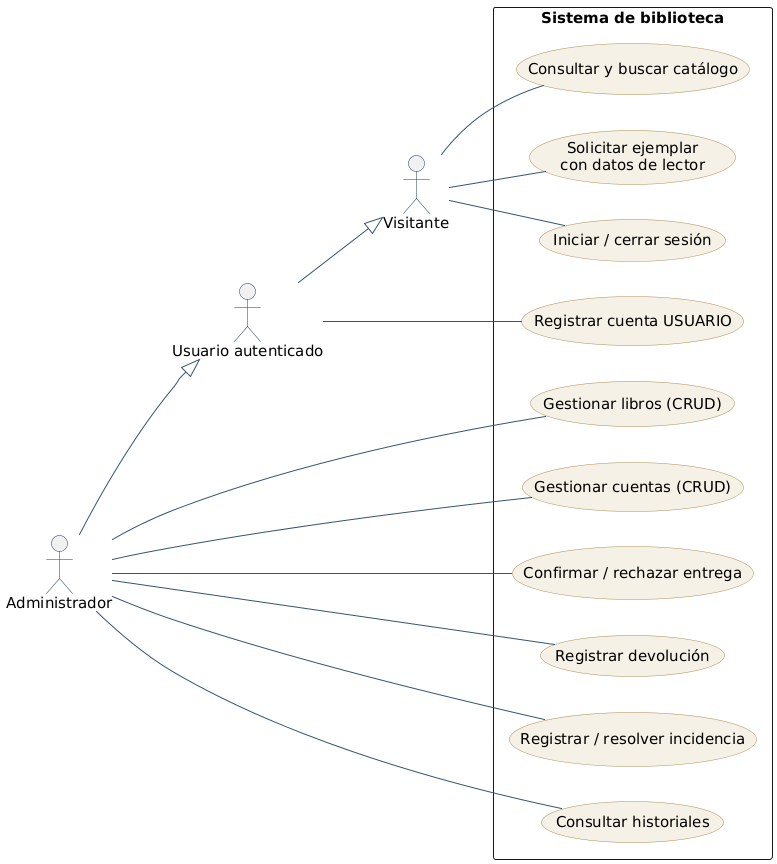 Sistema de biblioteca
Consultar y buscar catálogo
Solicitar ejemplar
con datos de lector
Visitante
Iniciar / cerrar sesión
Registrar cuenta USUARIO
Usuario autenticado
Gestionar libros (CRUD)
Gestionar cuentas (CRUD)
Confirmar / rechazar entrega
Administrador
Registrar devolución
Registrar / resolver incidencia
Consultar historiales